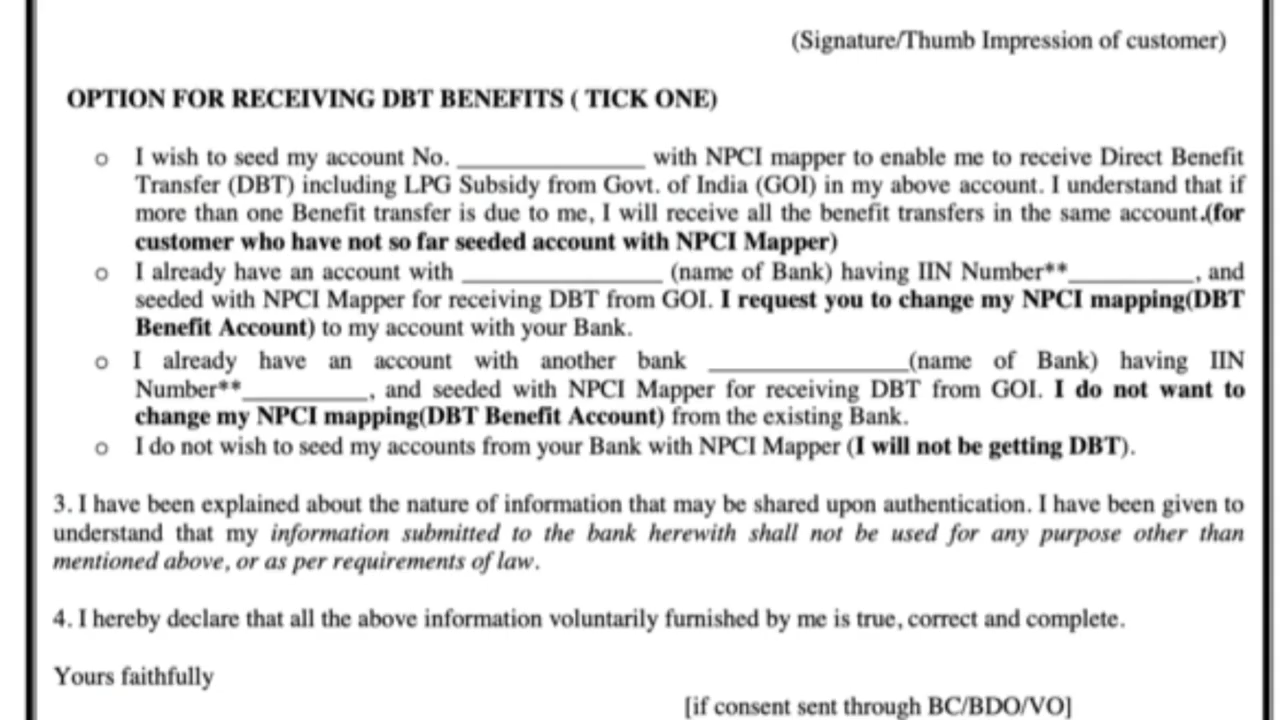 (Signature/Thumb Impression of customer)
OPTION FOR RECEIVING DBT BENEFITS ( TICK ONE)
o I wish to seed my account No. _______________ with NPCI mapper to enable me to receive Direct Benefit
Transfer (DBT) including LPG Subsidy from Govt. of India (GOI) in my above account. I understand that if
more than one Benefit transfer is due to me, I will receive all the benefit transfers in the same account.(for
customer who have not so far seeded account with NPCI Mapper)
o I already have an account with ________________ (name of Bank) having IIN Number**__________, and
seeded with NPCI Mapper for receiving DBT from GOI. I request you to change my NPCI mapping(DBT
Benefit Account) to my account with your Bank.
o I already have an account with another bank ________________(name of Bank) having IIN
Number**__________, and seeded with NPCI Mapper for receiving DBT from GOI. I do not want to
change my NPCI mapping(DBT Benefit Account) from the existing Bank.
o I do not wish to seed my accounts from your Bank with NPCI Mapper (I will not be getting DBT).
3. I have been explained about the nature of information that may be shared upon authentication. I have been given to
understand that my information submitted to the bank herewith shall not be used for any purpose other than
mentioned above, or as per requirements of law.
4. I hereby declare that all the above information voluntarily furnished by me is true, correct and complete.
Yours faithfully
[if consent sent through BC/BDO/VO]